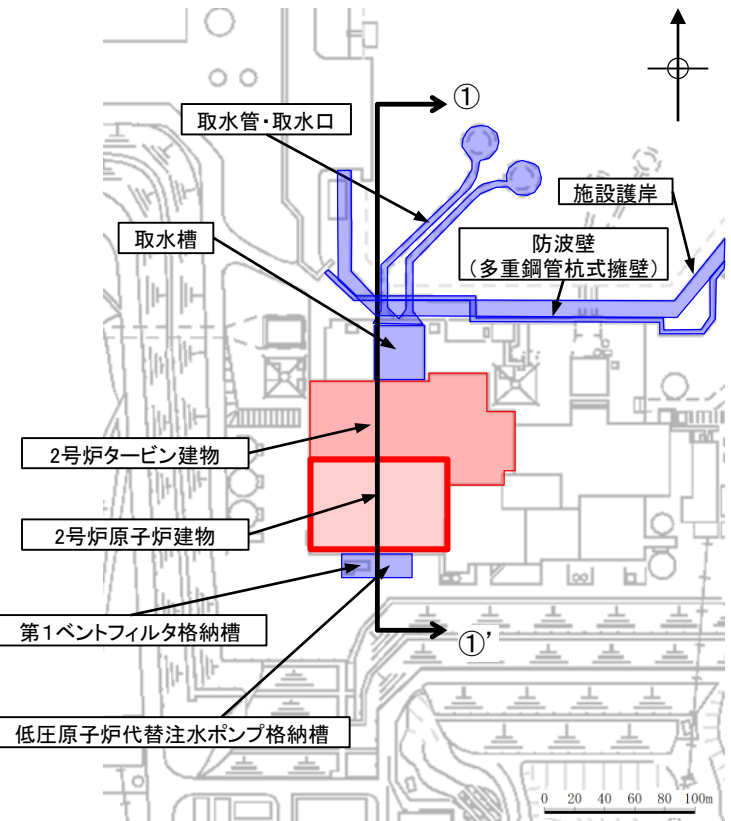 ①
取水管・取水口
施設護岸
取水槽
防波壁
（多重鋼管杭式擁壁）
2号炉タービン建物
2号炉原子炉建物
第1ベントフィルタ格納槽
①’
低圧原子炉代替注水ポンプ格納槽
0 20 40 60 80 100m